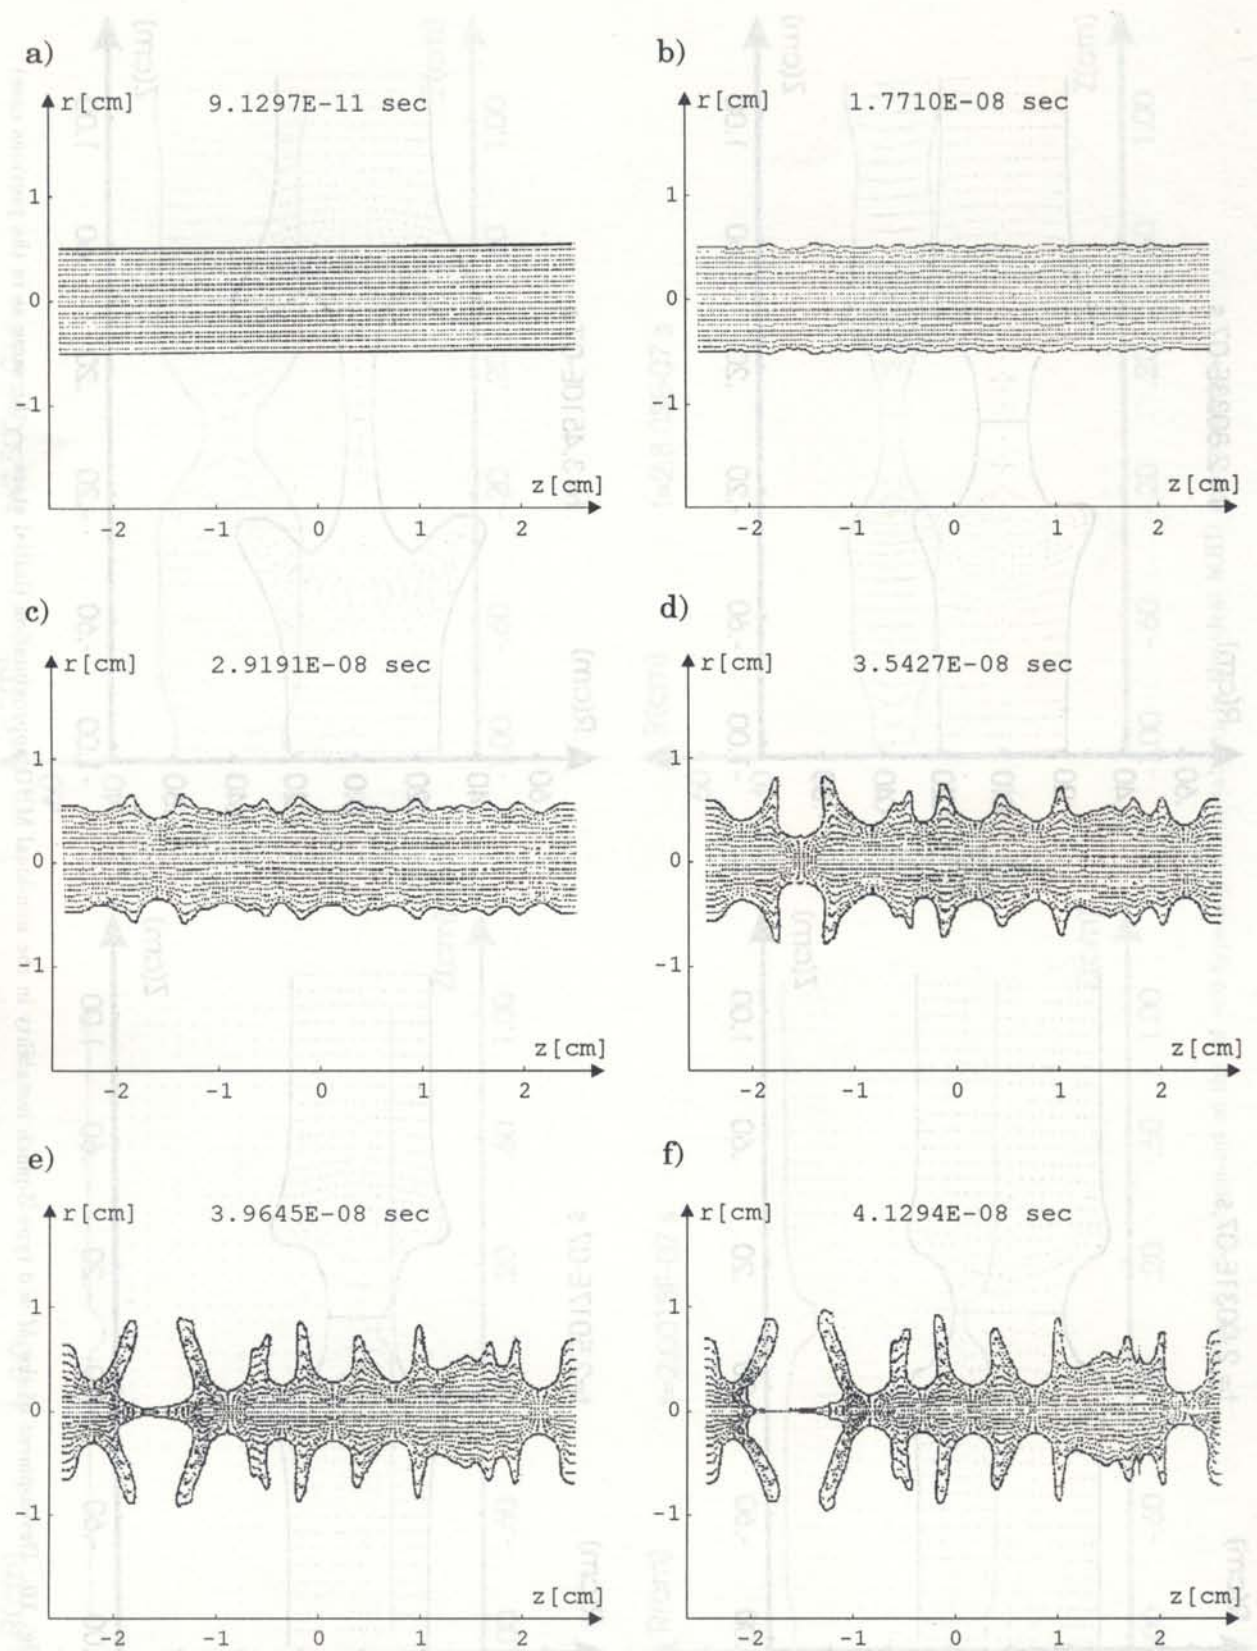 a)
r[cm] 9.1297E-11 sec
1
0
-1
z[cm]
-2 -1 0 1 2
b)
r[cm] 1.7710E-08 sec
1
0
-1
z[cm]
-2 -1 0 1 2
c)
r[cm] 2.9191E-08 sec
1
0
-1
z[cm]
-2 -1 0 1 2
d)
r[cm] 3.5427E-08 sec
1
0
-1
z[cm]
-2 -1 0 1 2
e)
r[cm] 3.9645E-08 sec
1
0
-1
z[cm]
-2 -1 0 1 2
f)
r[cm] 4.1294E-08 sec
1
0
-1
z[cm]
-2 -1 0 1 2